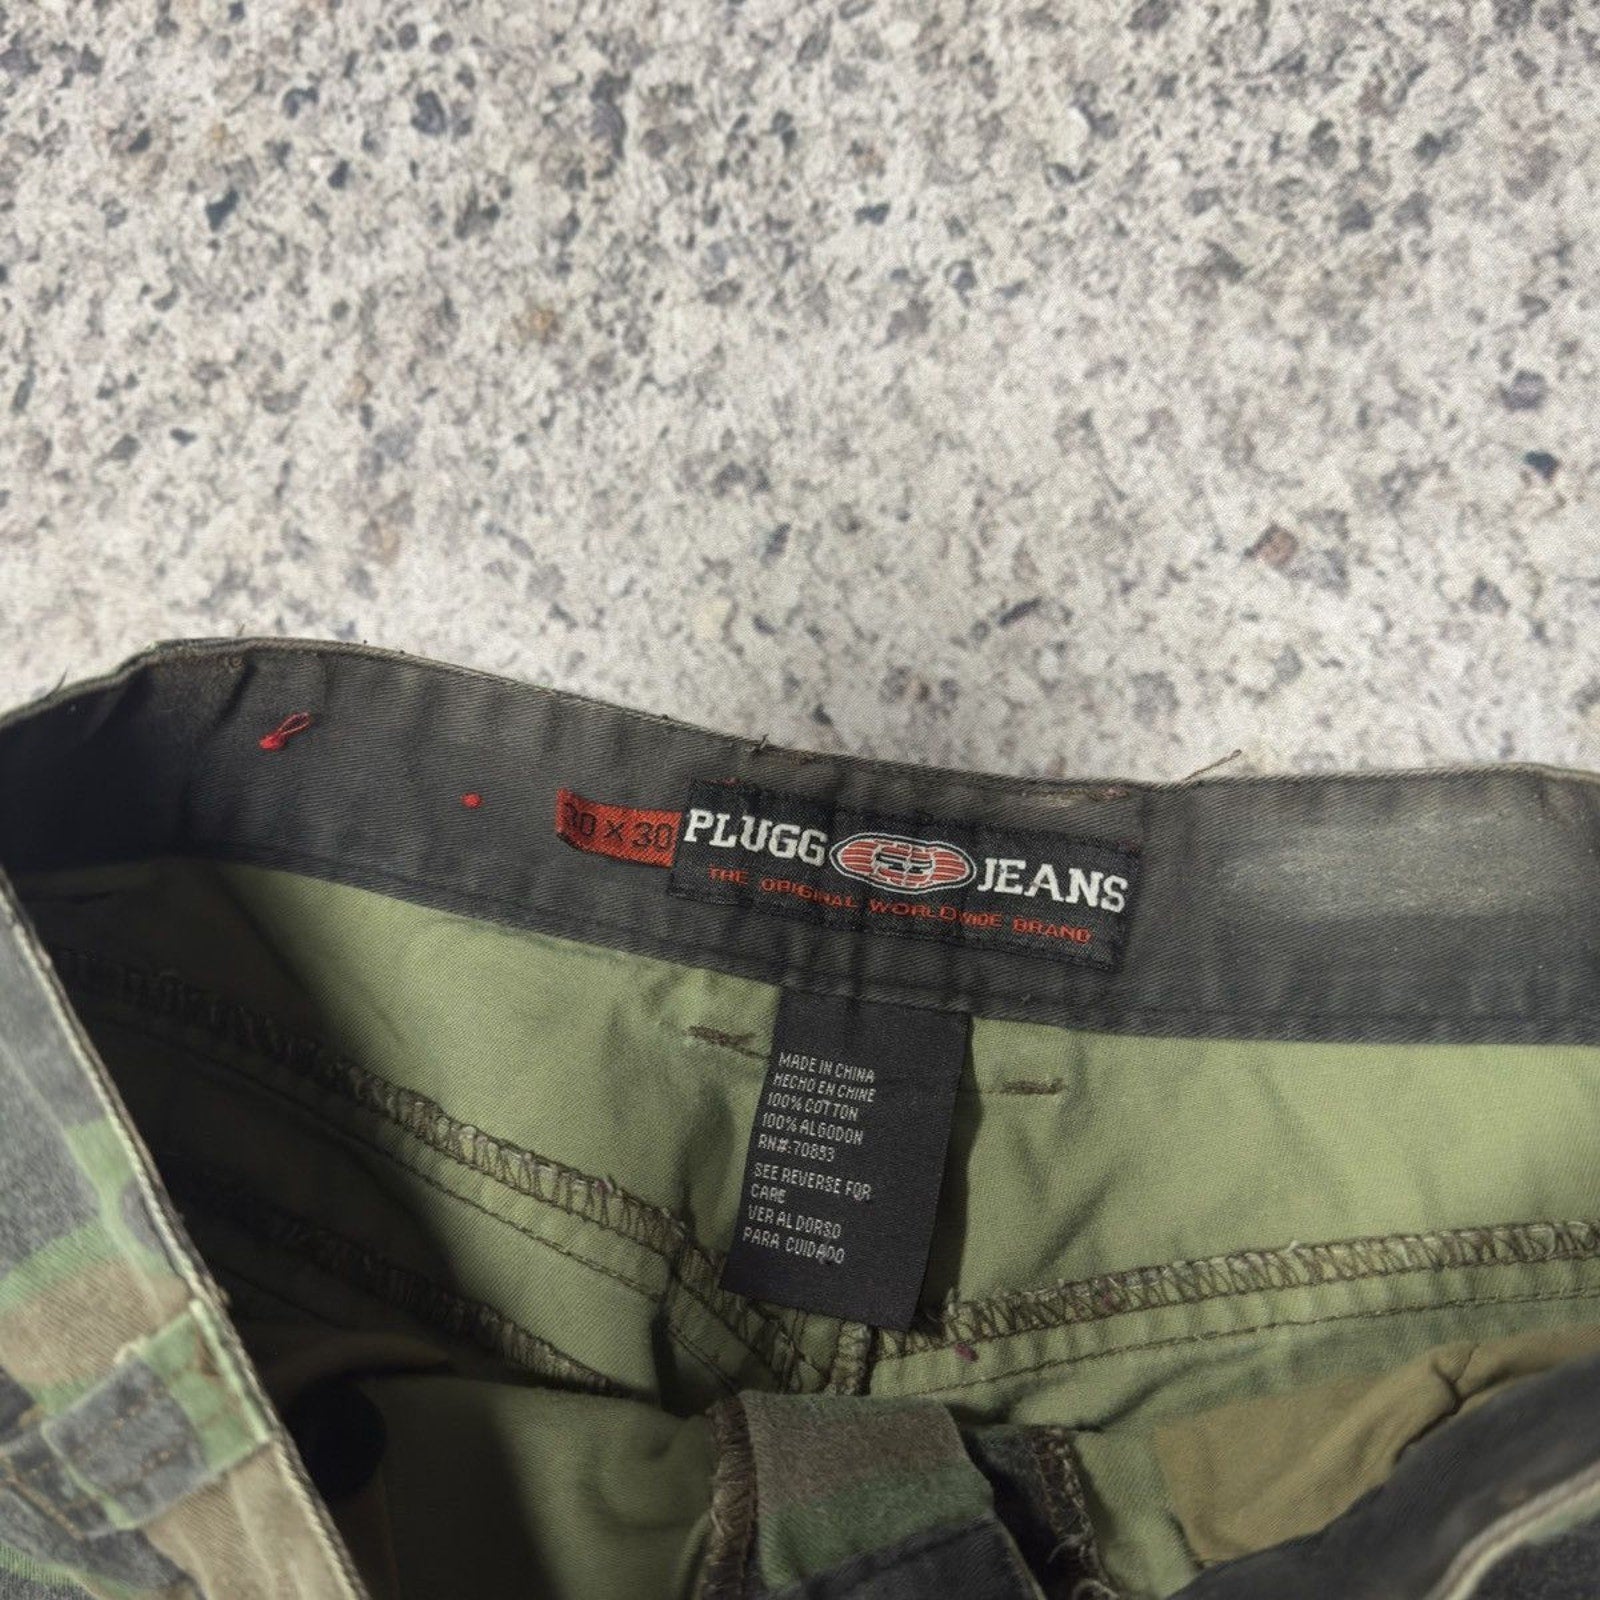 30 X 30
PLUGG JEANS
THE ORIGINAL WORLDWIDE BRAND
MADE IN CHINA
HECHO EN CHINE
100% COTTON
100% ALGODON
RN#:70893
SEE REVERSE FOR
CARE
VER AL DORSO
PARA CUIDADO